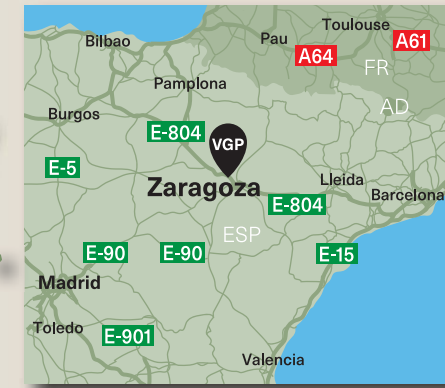 Toulouse
Bilbao
Pau
A61
A64
FR
Pamplona
AD
Burgos
E-804
VGP
E-5
Zaragoza
Lleida
Barcelona
E-804
ESP
E-90
E-90
E-15
Madrid
Toledo
E-901
Valencia